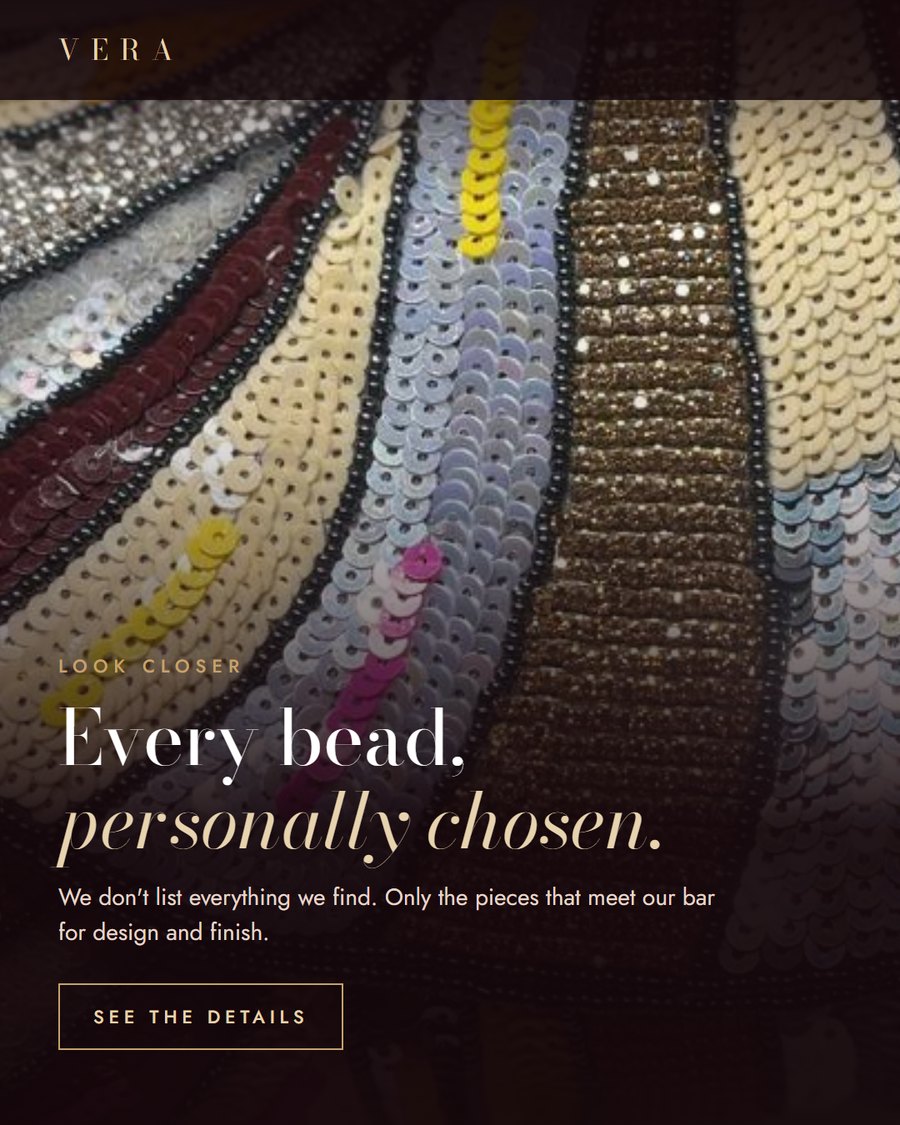 VERA
LOOK CLOSER
Every bead,
personally chosen.
We don't list everything we find. Only the pieces that meet our bar
for design and finish.
SEE THE DETAILS